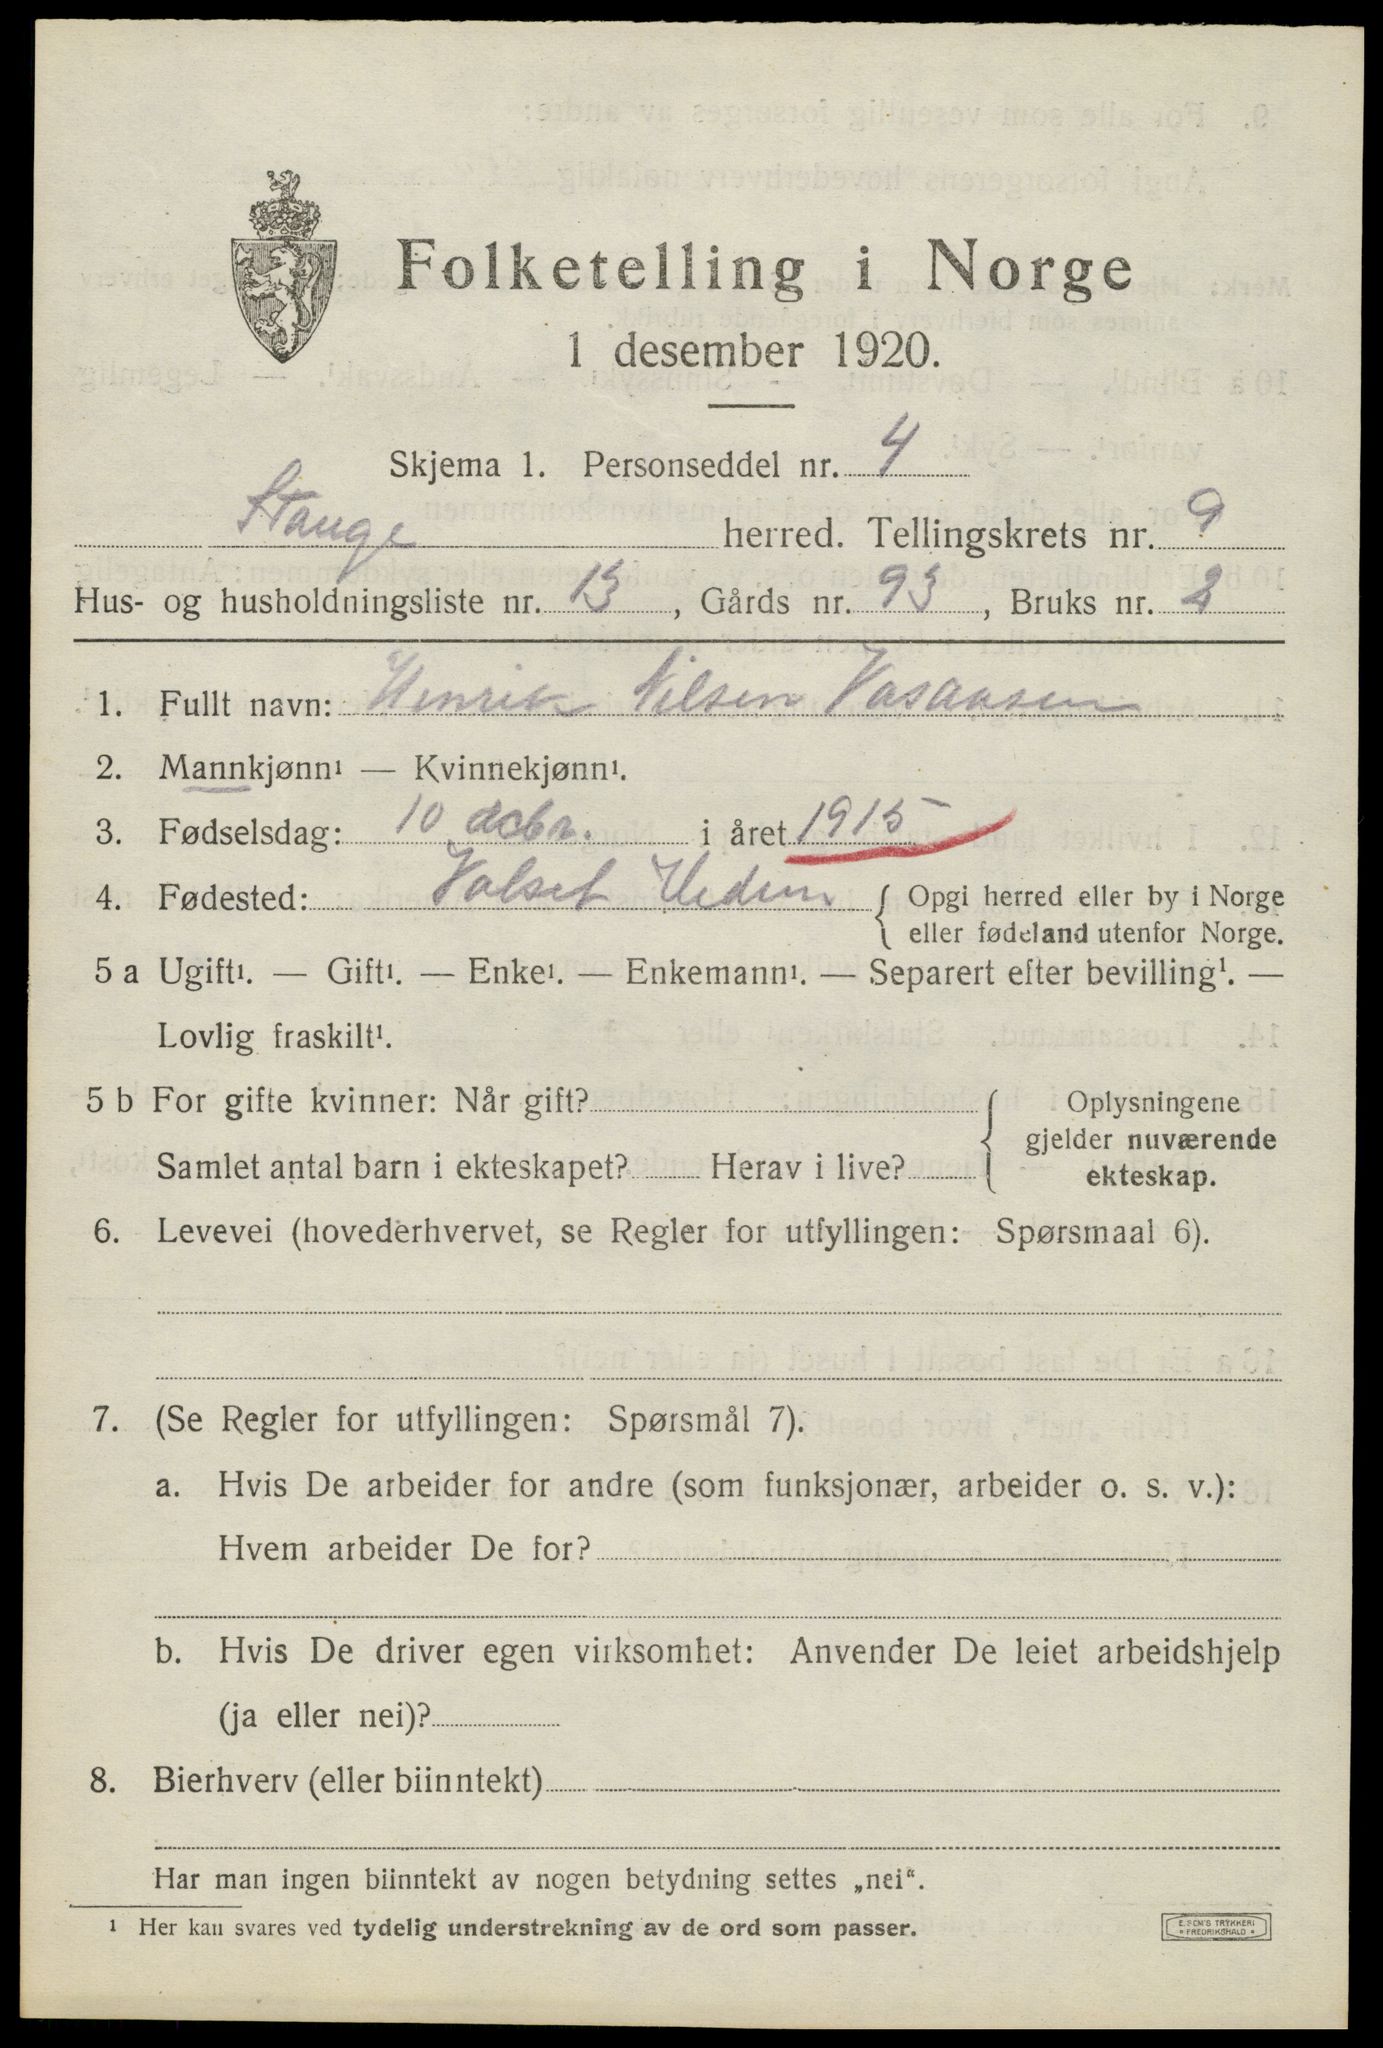 Folketelling i Norge
1 desember 1920.
Skjema 1. Personseddel nr. 4
Stange herred. Tellingskrets nr. 9
Hus- og husholdningsliste nr. 13, Gårds nr. 93, Bruks nr. 2
1. Fullt navn: Henrik Nilsen Vasaasen
2. Mannkjønn¹ — Kvinnekjønn¹.
3. Fødselsdag: 10 dcbr. i året 1915
4. Fødested: Valset Hedem { Opgi herred eller by i Norge
eller fødeland utenfor Norge.
5 a Ugift¹. — Gift¹. — Enke¹. — Enkemann¹. — Separert efter bevilling¹. —
Lovlig fraskilt¹.
5 b For gifte kvinner: Når gift? { Oplysningene
gjelder nuværende
Samlet antal barn i ekteskapet? Herav i live? ekteskap.
6. Levevei (hovederhvervet, se Regler for utfyllingen: Spørsmaal 6).
7. (Se Regler for utfyllingen: Spørsmål 7).
a. Hvis De arbeider for andre (som funksjonær, arbeider o. s. v.):
Hvem arbeider De for?
b. Hvis De driver egen virksomhet: Anvender De leiet arbeidshjelp
(ja eller nei)?
8. Bierhverv (eller biinntekt)
Har man ingen biinntekt av nogen betydning settes „nei“.
¹ Her kan svares ved tydelig understrekning av de ord som passer.
E. SEM'S TRYKKERI
FREDRIKSHALD